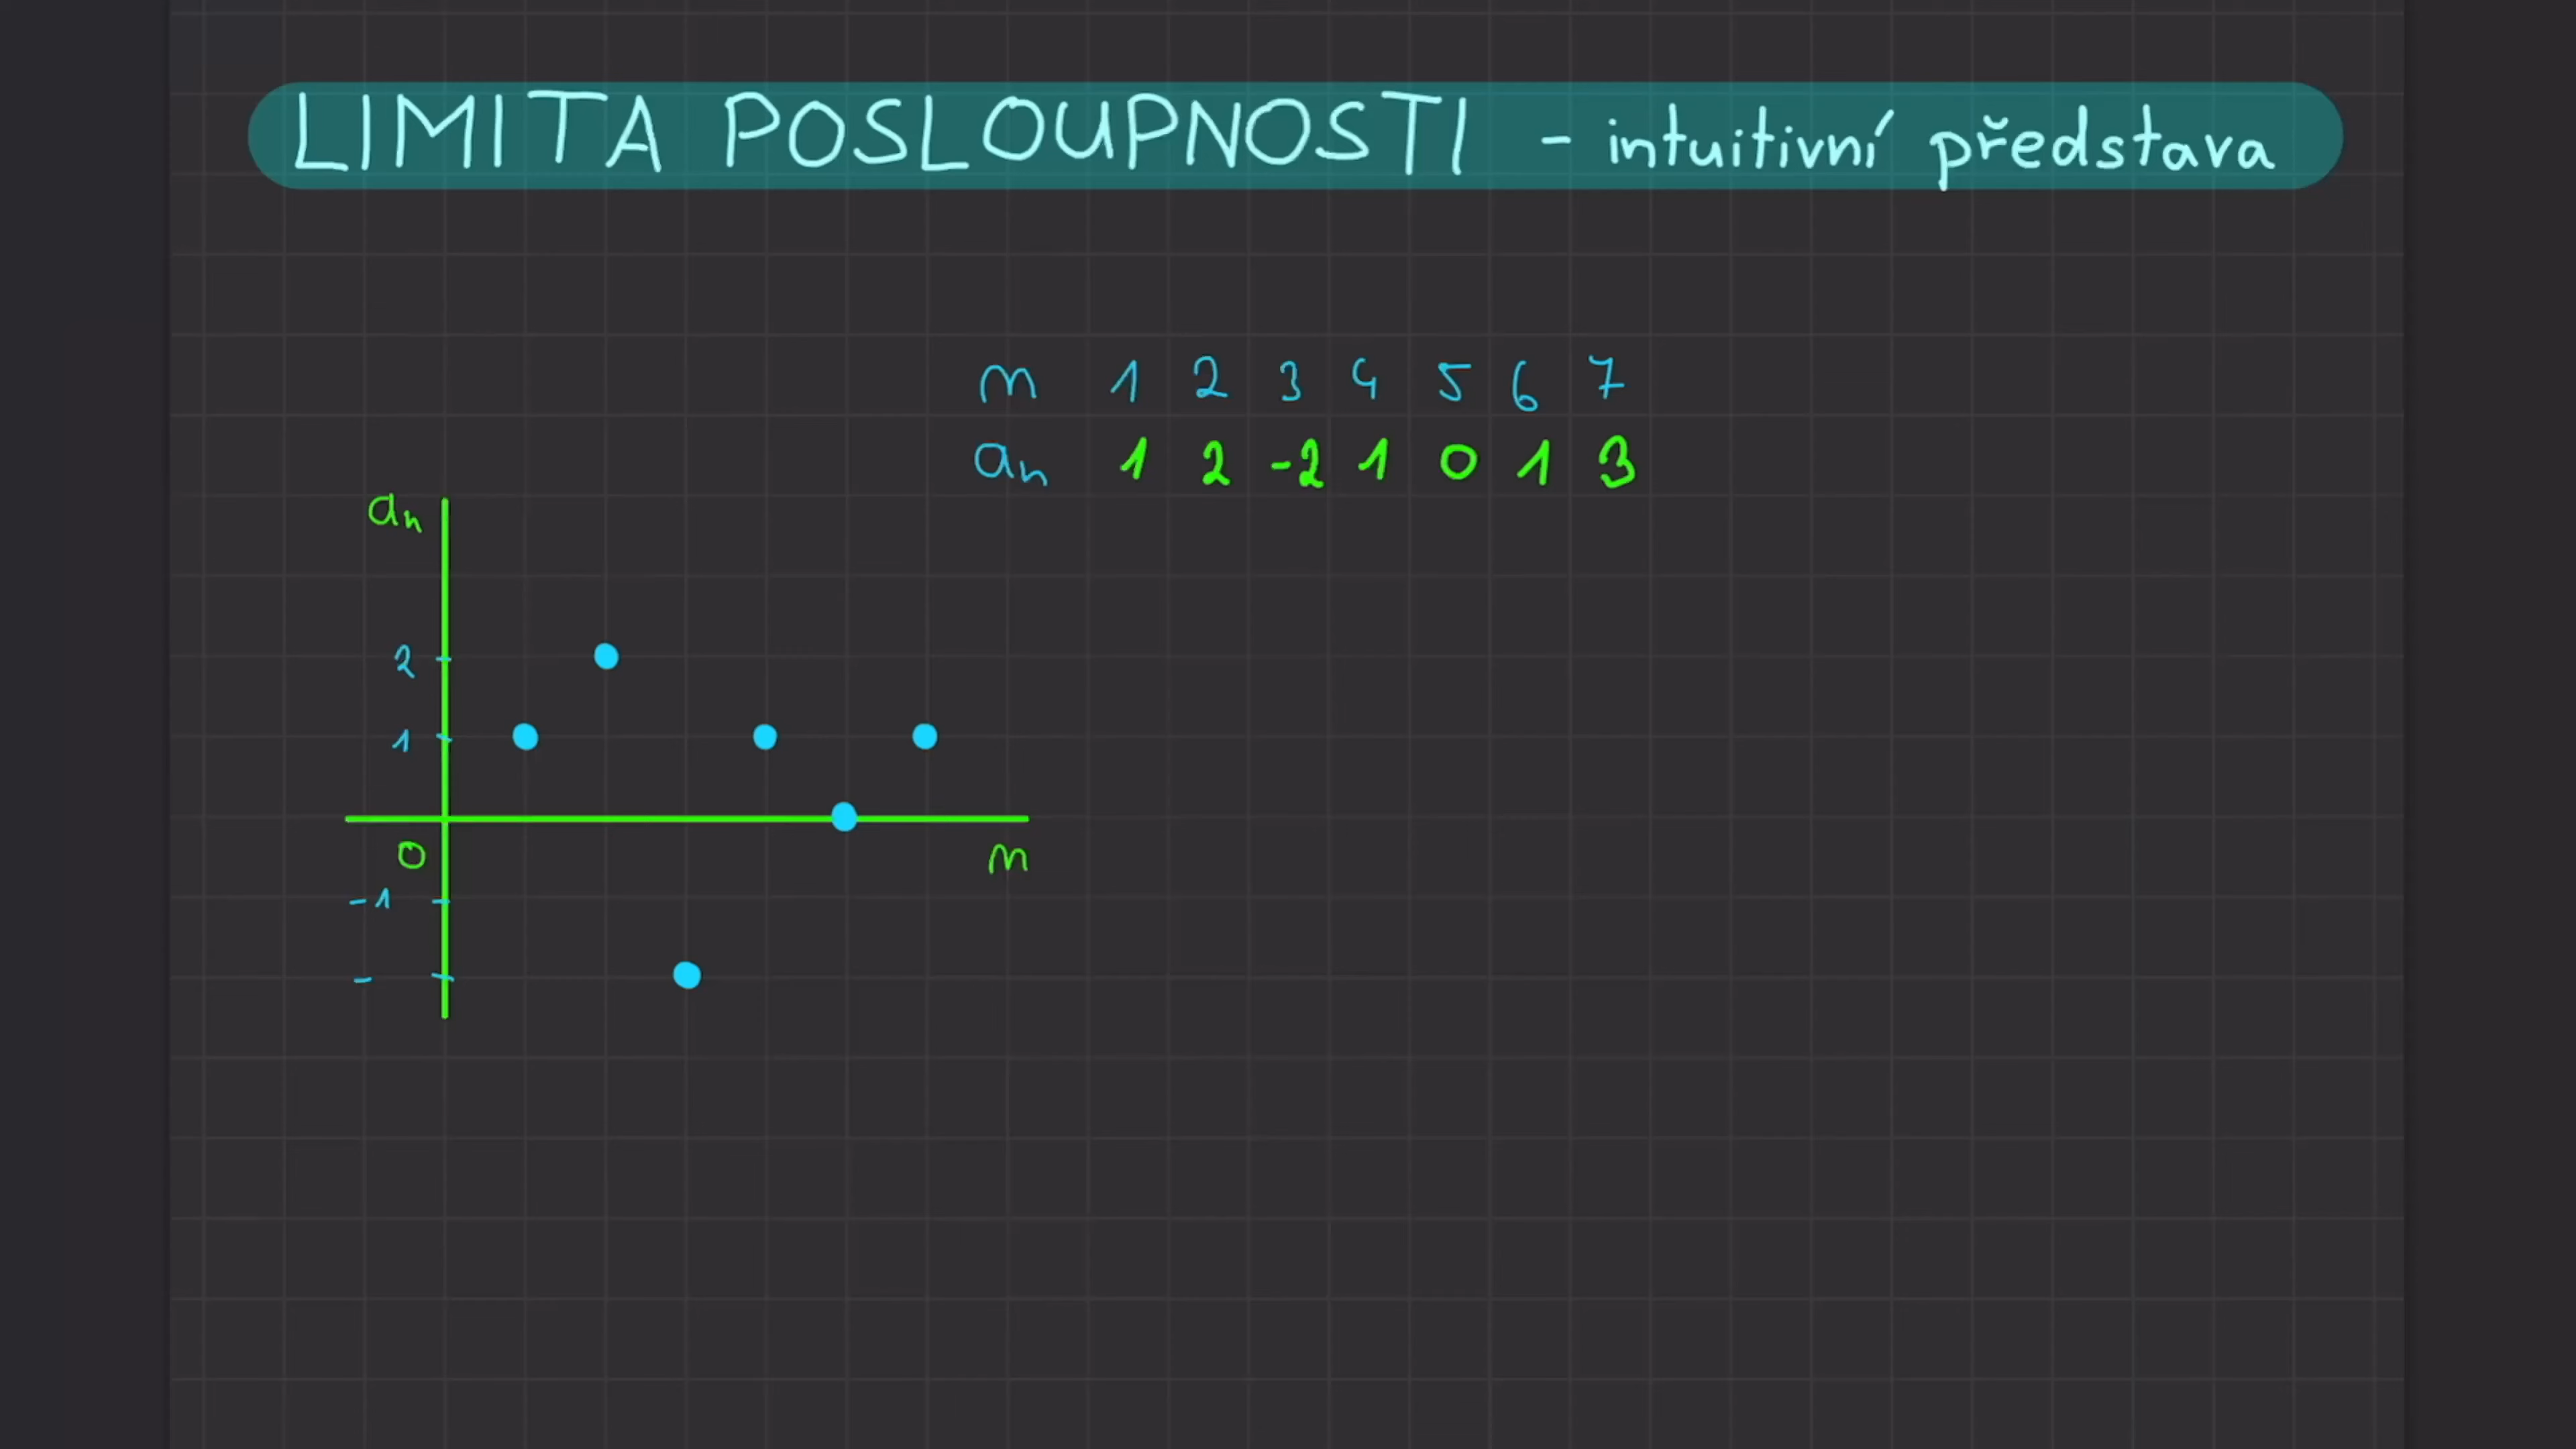 LIMITA POSLOUPNOSTI - intuitivní představa
n 1 2 3 4 5 6 7
an 1 2 -2 1 0 1 3
an
2
1
0
n
-1
-